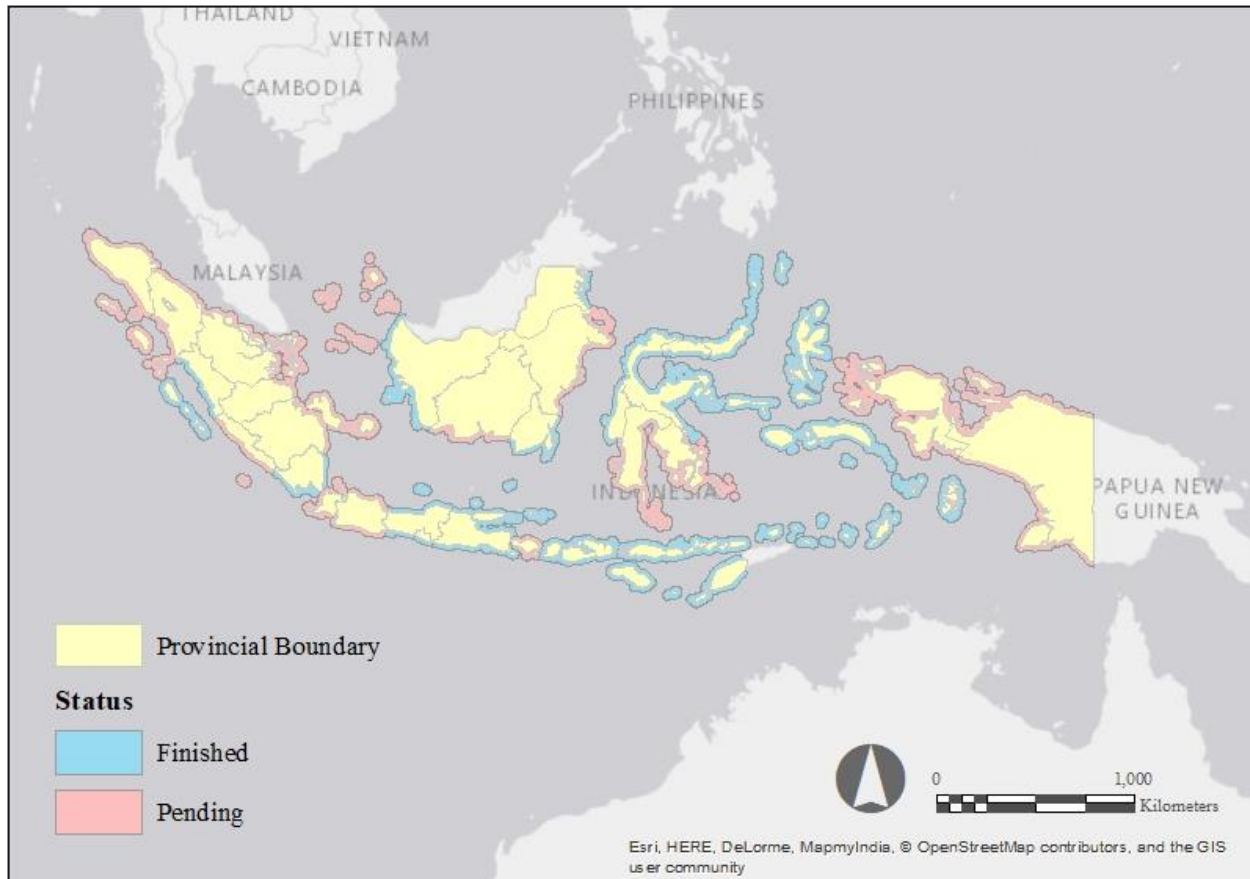 THAILAND
VIETNAM
CAMBODIA
PHILIPPINES
MALAYSIA
INDONESIA
PAPUA NEW
GUINEA
Provincial Boundary
Status
Finished
Pending
0 1,000
Kilometers
Esri, HERE, DeLorme, MapmyIndia, © OpenStreetMap contributors, and the GIS
user community